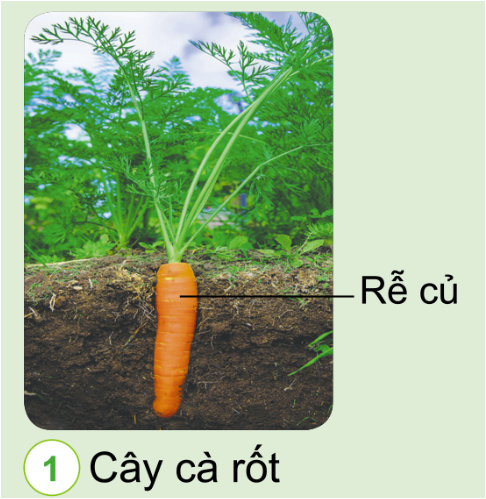 Rễ củ
1 Cây cà rốt